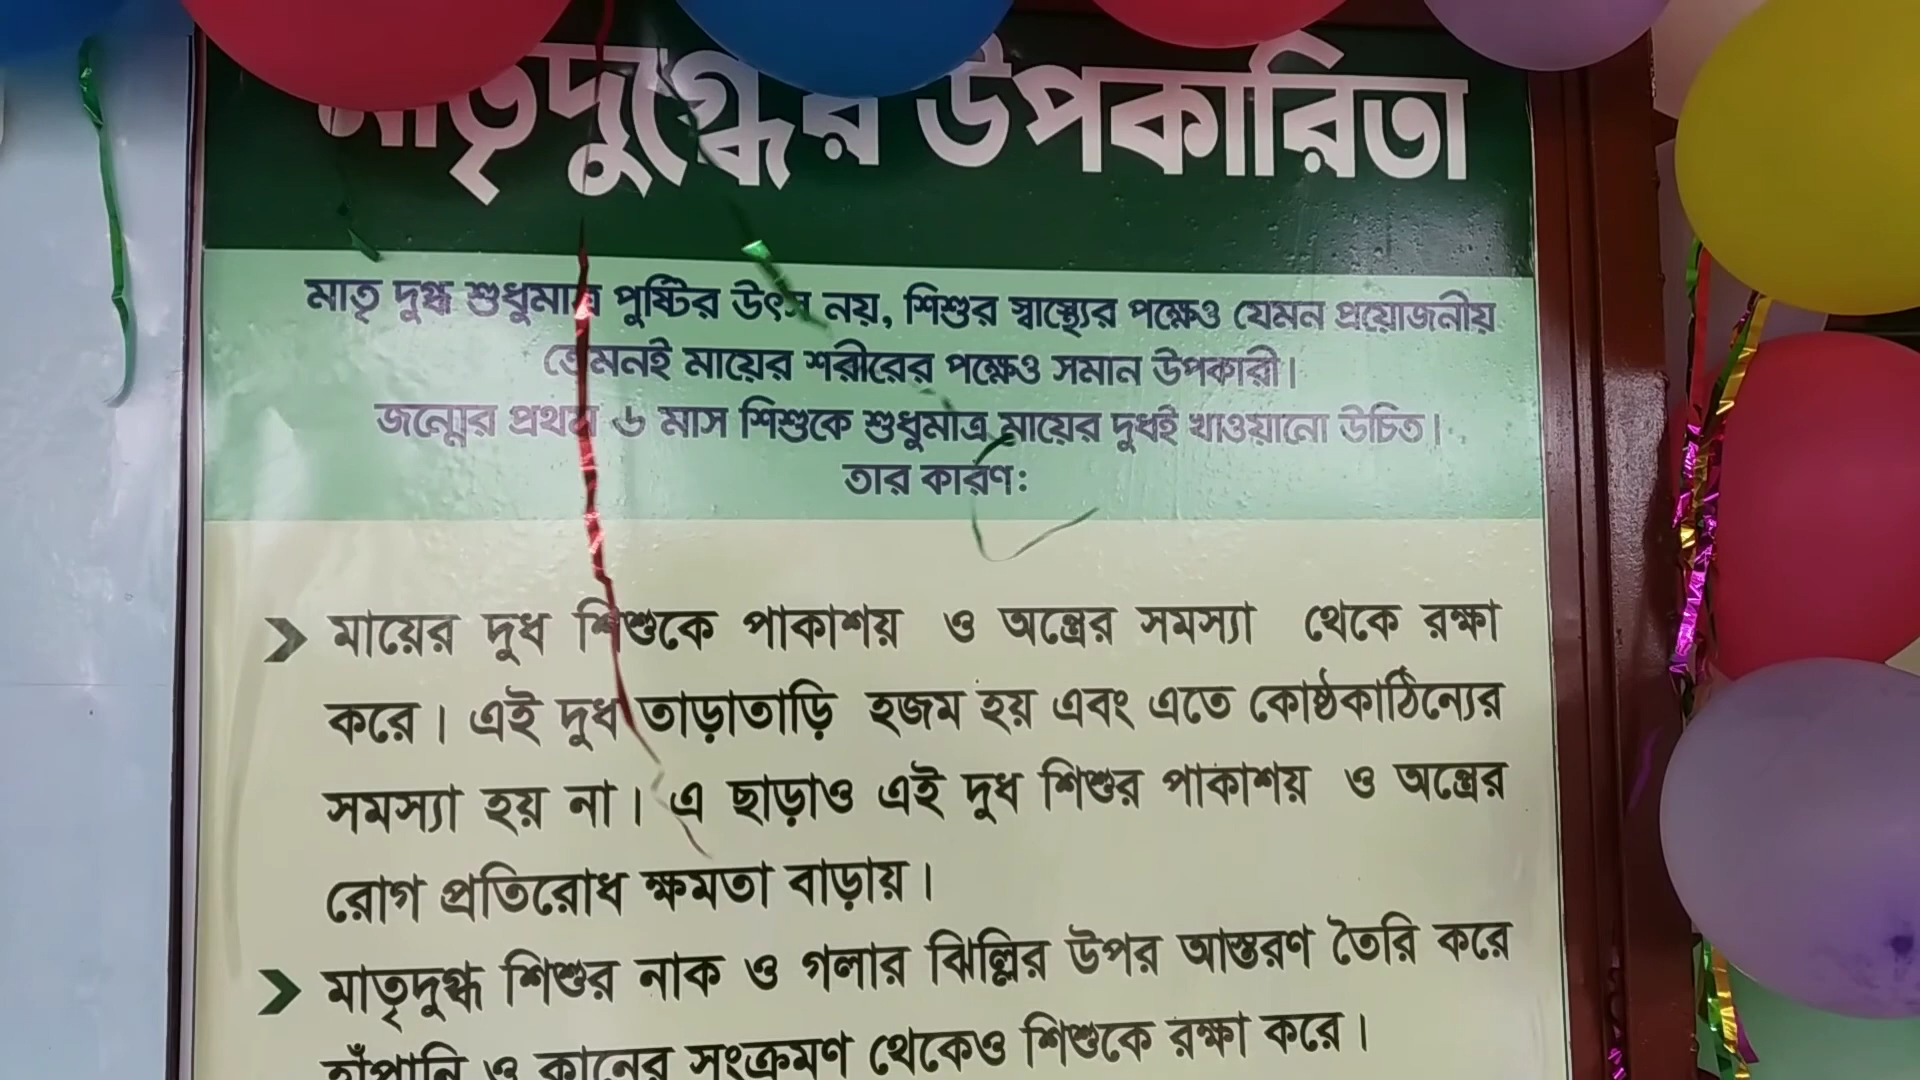 মাতৃদুগ্ধের উপকারিতা
মাতৃ দুগ্ধ শুধুমাত্র পুষ্টির উৎস নয়, শিশুর স্বাস্থ্যের পক্ষেও যেমন প্রয়োজনীয়
তেমনই মায়ের শরীরের পক্ষেও সমান উপকারী।
জন্মের প্রথম ৬ মাস শিশুকে শুধুমাত্র মায়ের দুধই খাওয়ানো উচিত।
তার কারণ:
মায়ের দুধ শিশুকে পাকাশয় ও অন্ত্রের সমস্যা থেকে রক্ষা
করে। এই দুধ তাড়াতাড়ি হজম হয় এবং এতে কোষ্ঠকাঠিন্যের
সমস্যা হয় না। এ ছাড়াও এই দুধ শিশুর পাকাশয় ও অন্ত্রের
রোগ প্রতিরোধ ক্ষমতা বাড়ায়।
মাতৃদুগ্ধ শিশুর নাক ও গলার ঝিল্লির উপর আস্তরণ তৈরি করে
হাঁপানি ও কানের সংক্রমণ থেকেও শিশুকে রক্ষা করে।